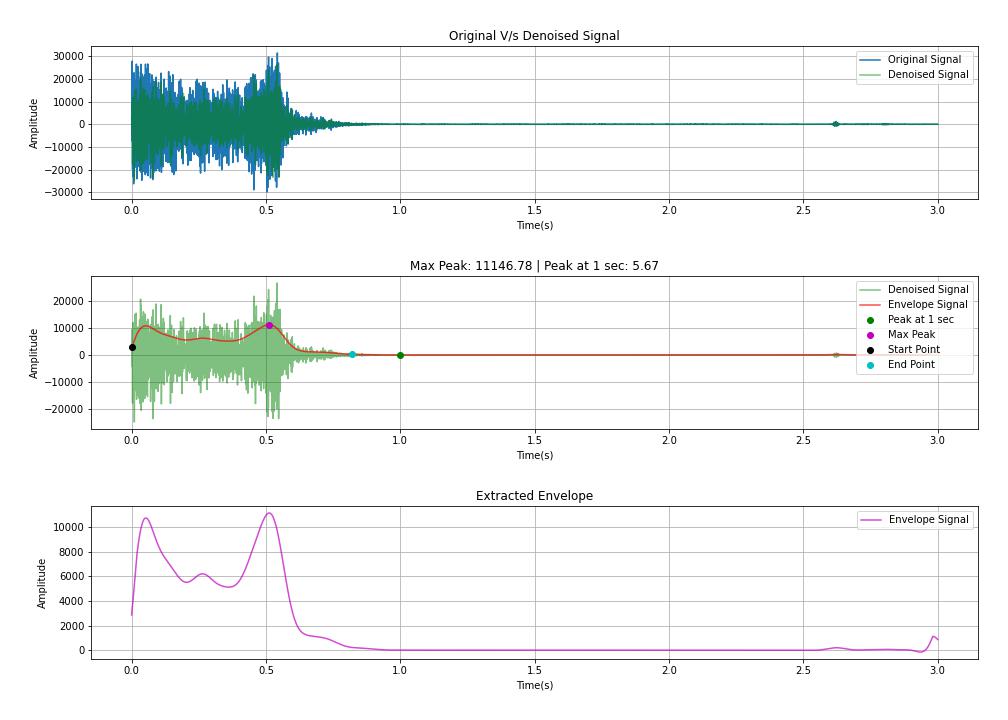 Original V/s Denoised Signal
Amplitude
30000
20000
10000
0
−10000
−20000
−30000
Original Signal
Denoised Signal
0.0 0.5 1.0 1.5 2.0 2.5 3.0
Time(s)
Max Peak: 11146.78 | Peak at 1 sec: 5.67
Amplitude
20000
10000
0
−10000
−20000
Denoised Signal
Envelope Signal
Peak at 1 sec
Max Peak
Start Point
End Point
0.0 0.5 1.0 1.5 2.0 2.5 3.0
Time(s)
Extracted Envelope
Amplitude
10000
8000
6000
4000
2000
0
Envelope Signal
0.0 0.5 1.0 1.5 2.0 2.5 3.0
Time(s)